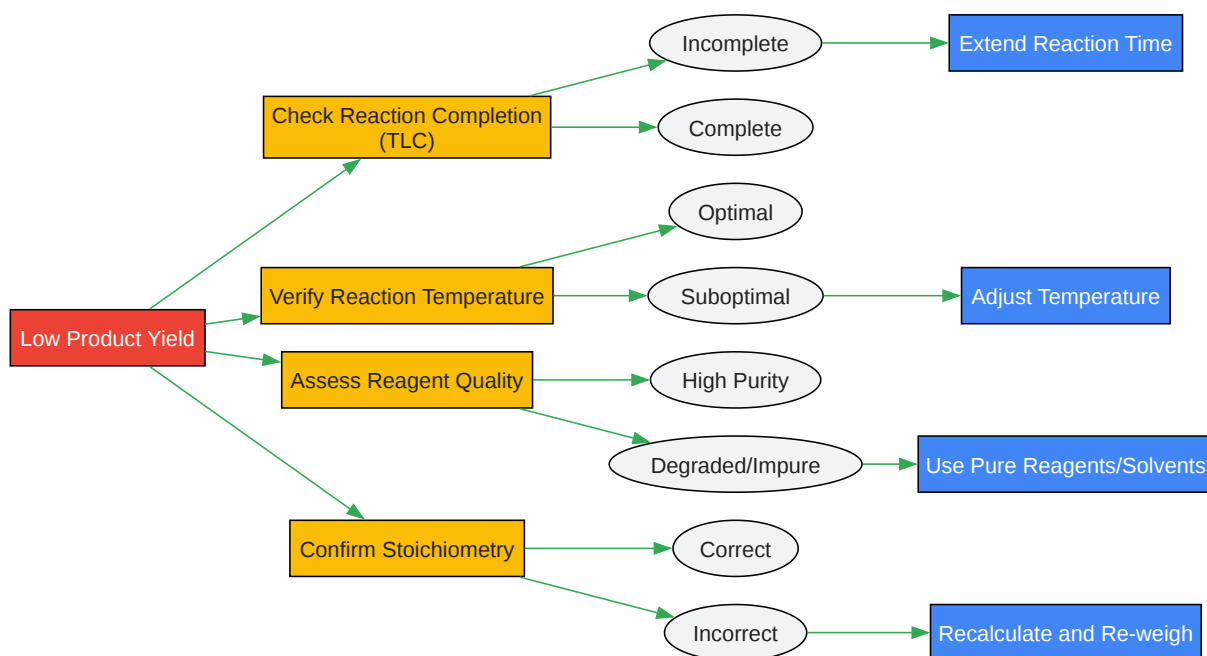 Low Product Yield
Check Reaction Completion
(TLC)
Incomplete
Extend Reaction Time
Complete
Verify Reaction Temperature
Optimal
Suboptimal
Adjust Temperature
Assess Reagent Quality
High Purity
Degraded/Impure
Use Pure Reagents/Solvents
Confirm Stoichiometry
Correct
Incorrect
Recalculate and Re-weigh